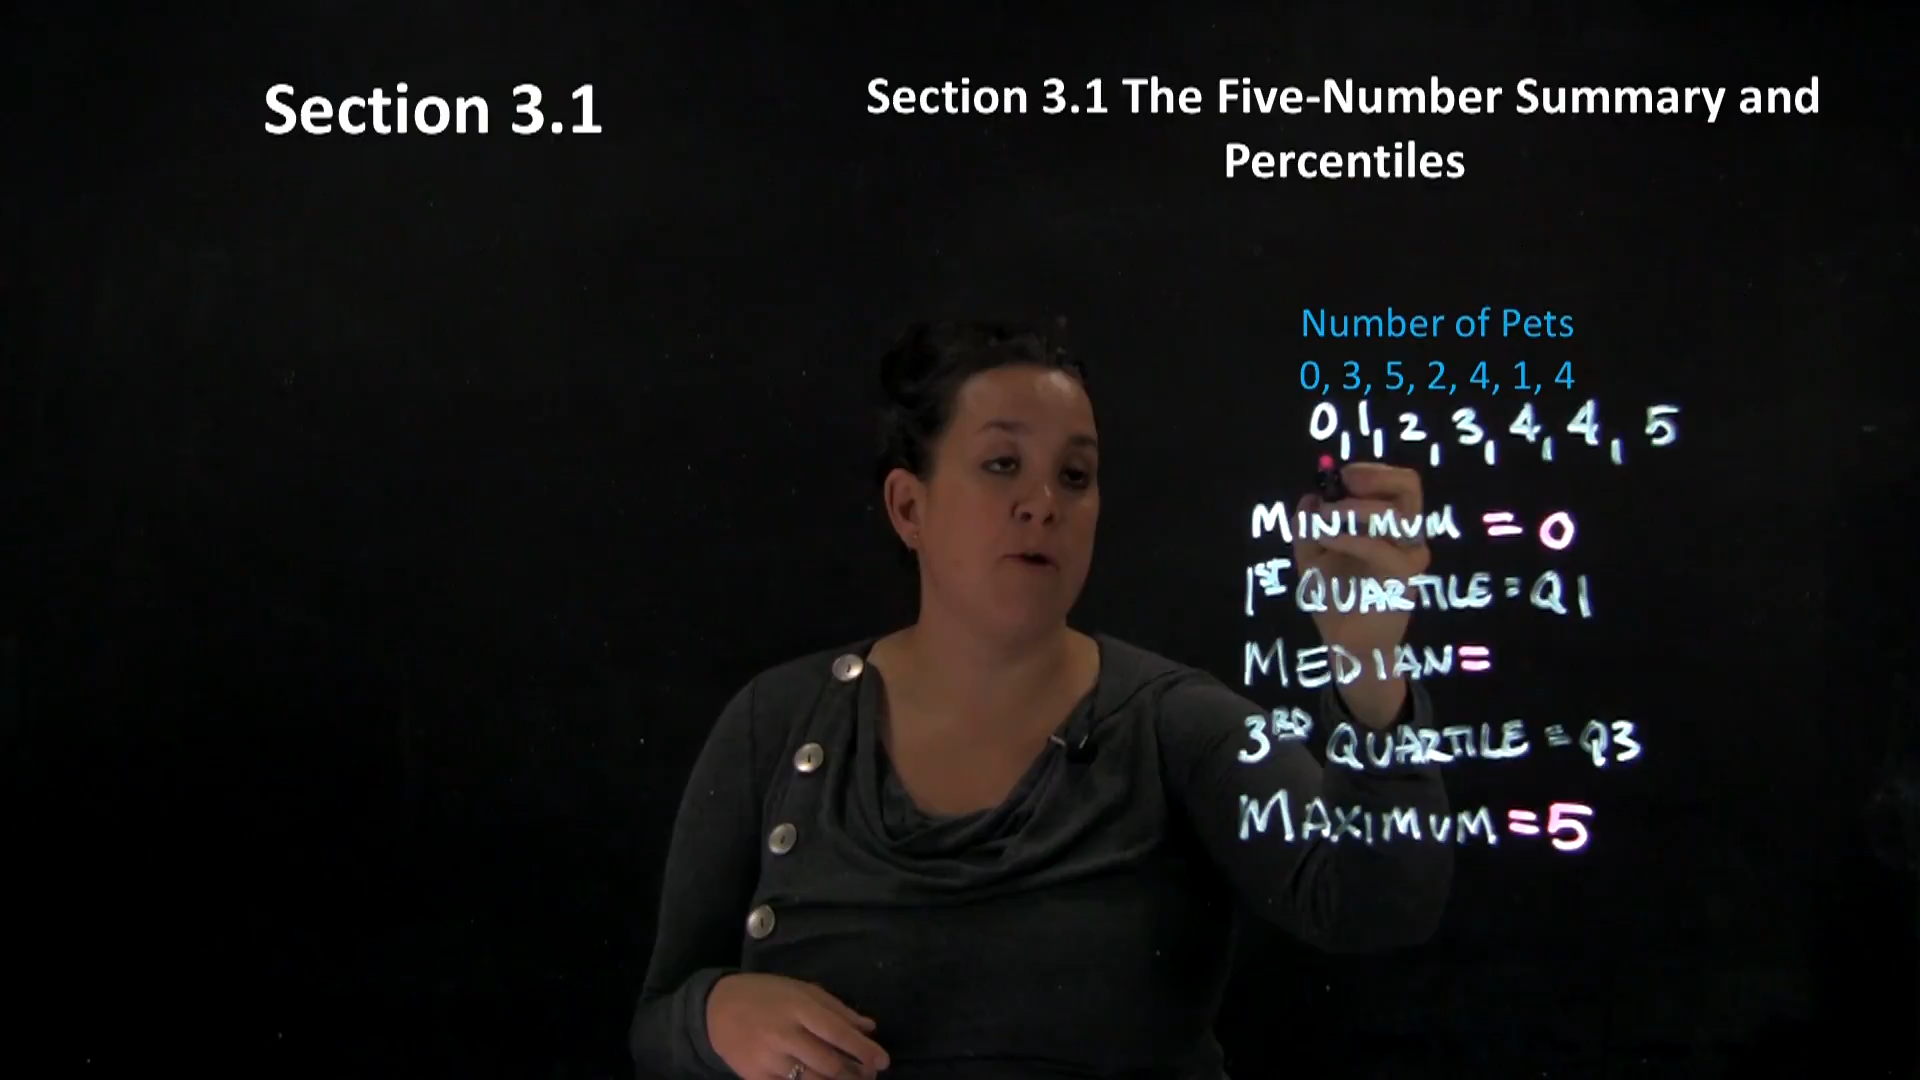 Section 3.1
Section 3.1 The Five-Number Summary and
Percentiles
Number of Pets
0, 3, 5, 2, 4, 1, 4
0, 1, 2, 3, 4, 4, 5
MINIMUM = 0
1ST QUARTILE = Q1
MEDIAN =
3RD QUARTILE = Q3
MAXIMUM = 5